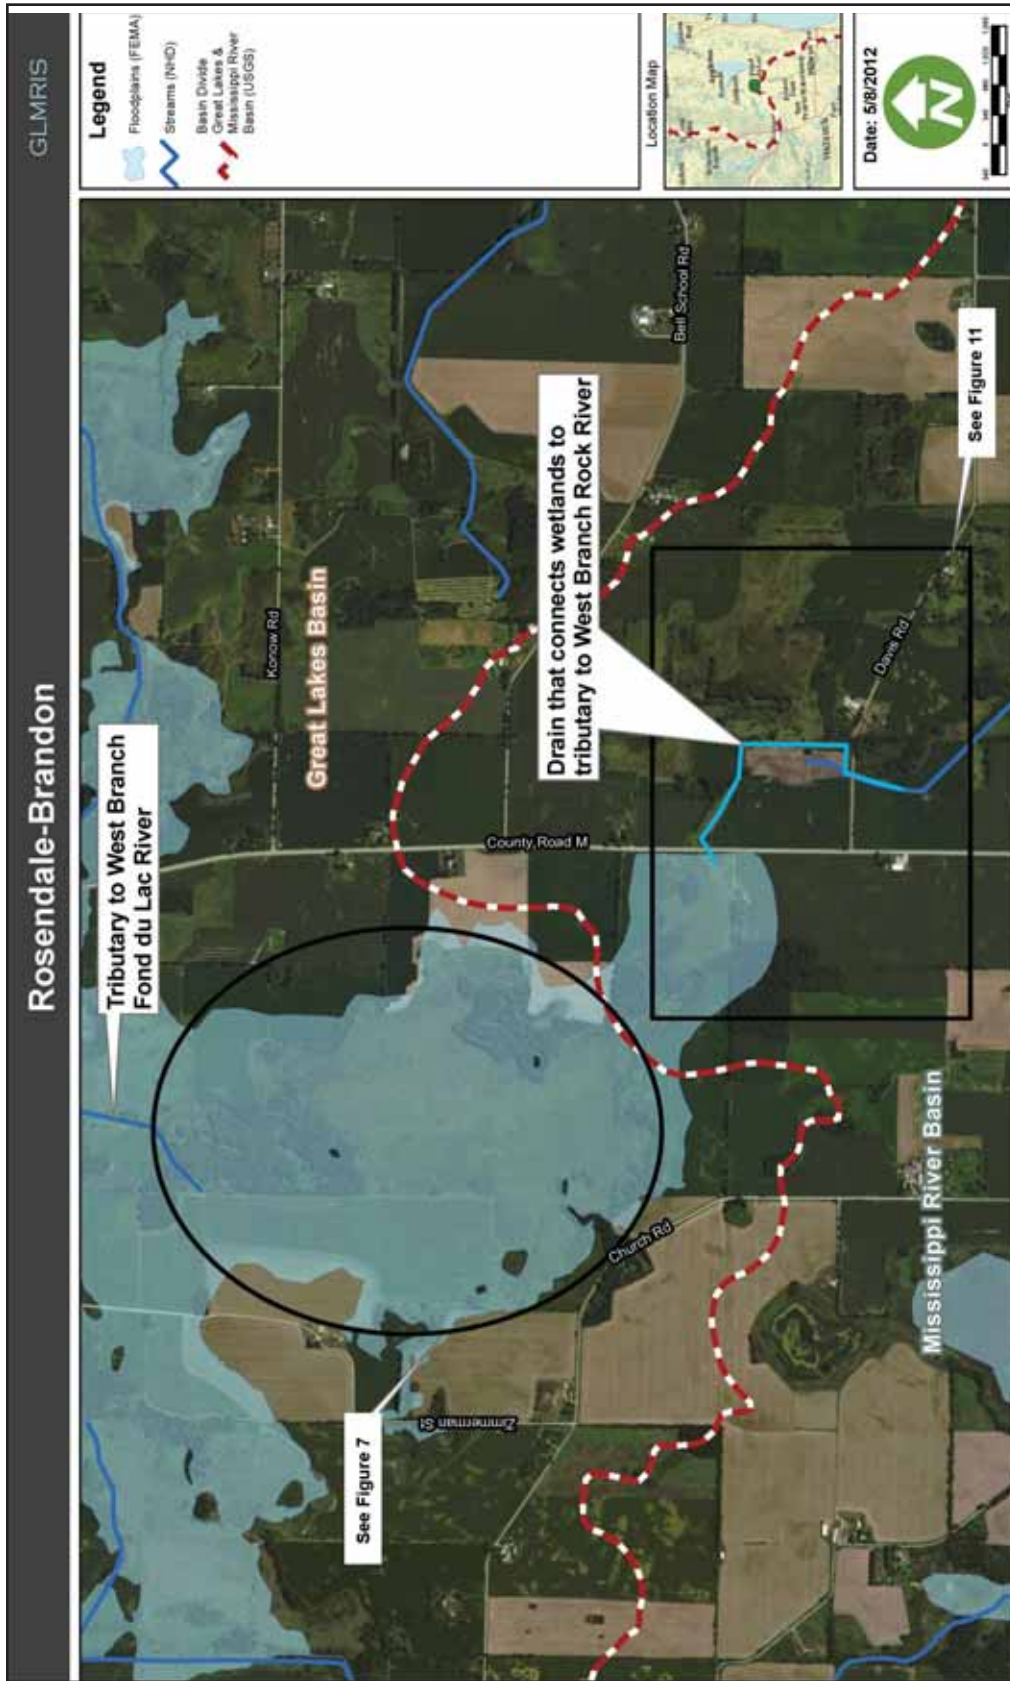 Rosendale-Brandon
GLMRIS
Tributary to West Branch
Fond du Lac River
Konow Rd
Great Lakes Basin
See Figure 7
Zimmerman St
Church Rd
County Road M
Drain that connects wetlands to
tributary to West Branch Rock River
Bell School Rd
Davis Rd
See Figure 11
Mississippi River Basin
Legend
Floodplains (FEMA)
Streams (NHD)
Basin Divide
Great Lakes &
Mississippi River
Basin (USGS)
Location Map
Date: 5/8/2012
N